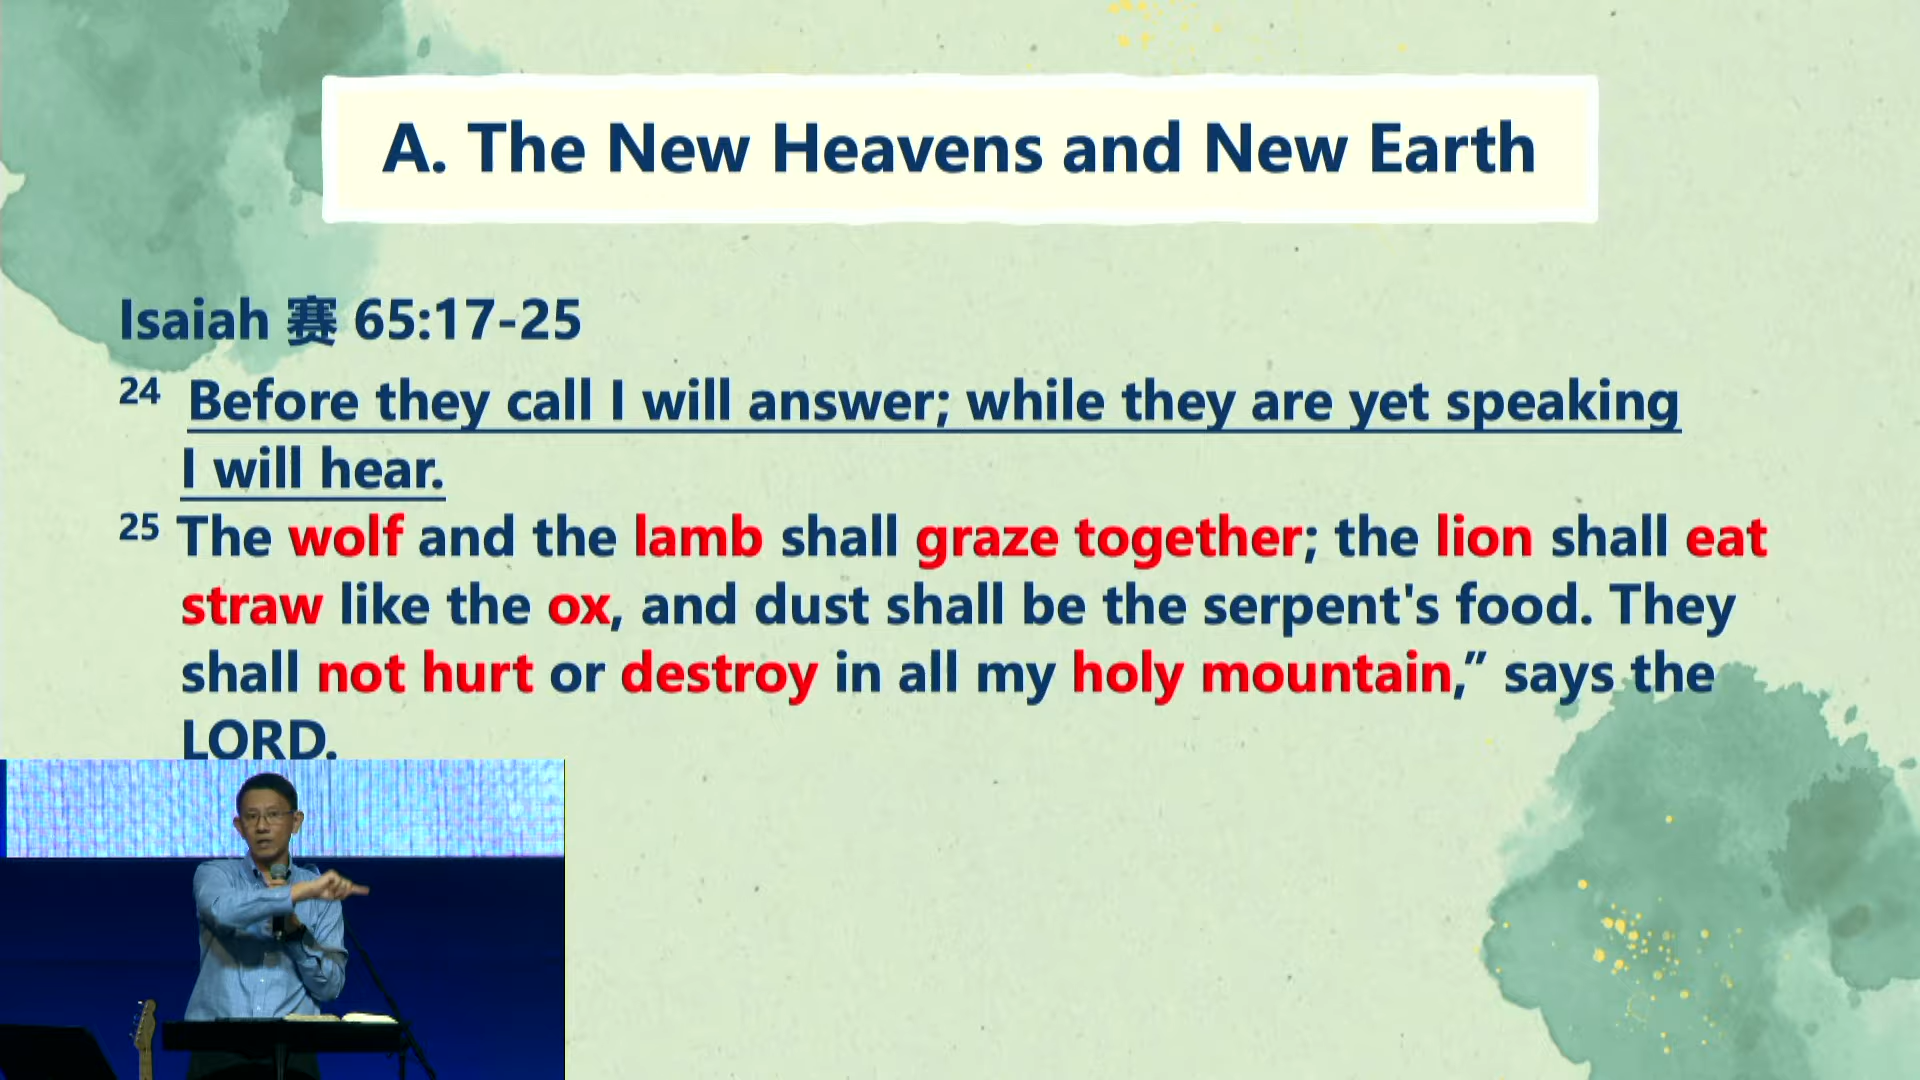 A. The New Heavens and New Earth
Isaiah 赛 65:17-25
24 Before they call I will answer; while they are yet speaking
I will hear.
25 The wolf and the lamb shall graze together; the lion shall eat
straw like the ox, and dust shall be the serpent's food. They
shall not hurt or destroy in all my holy mountain,” says the
LORD.